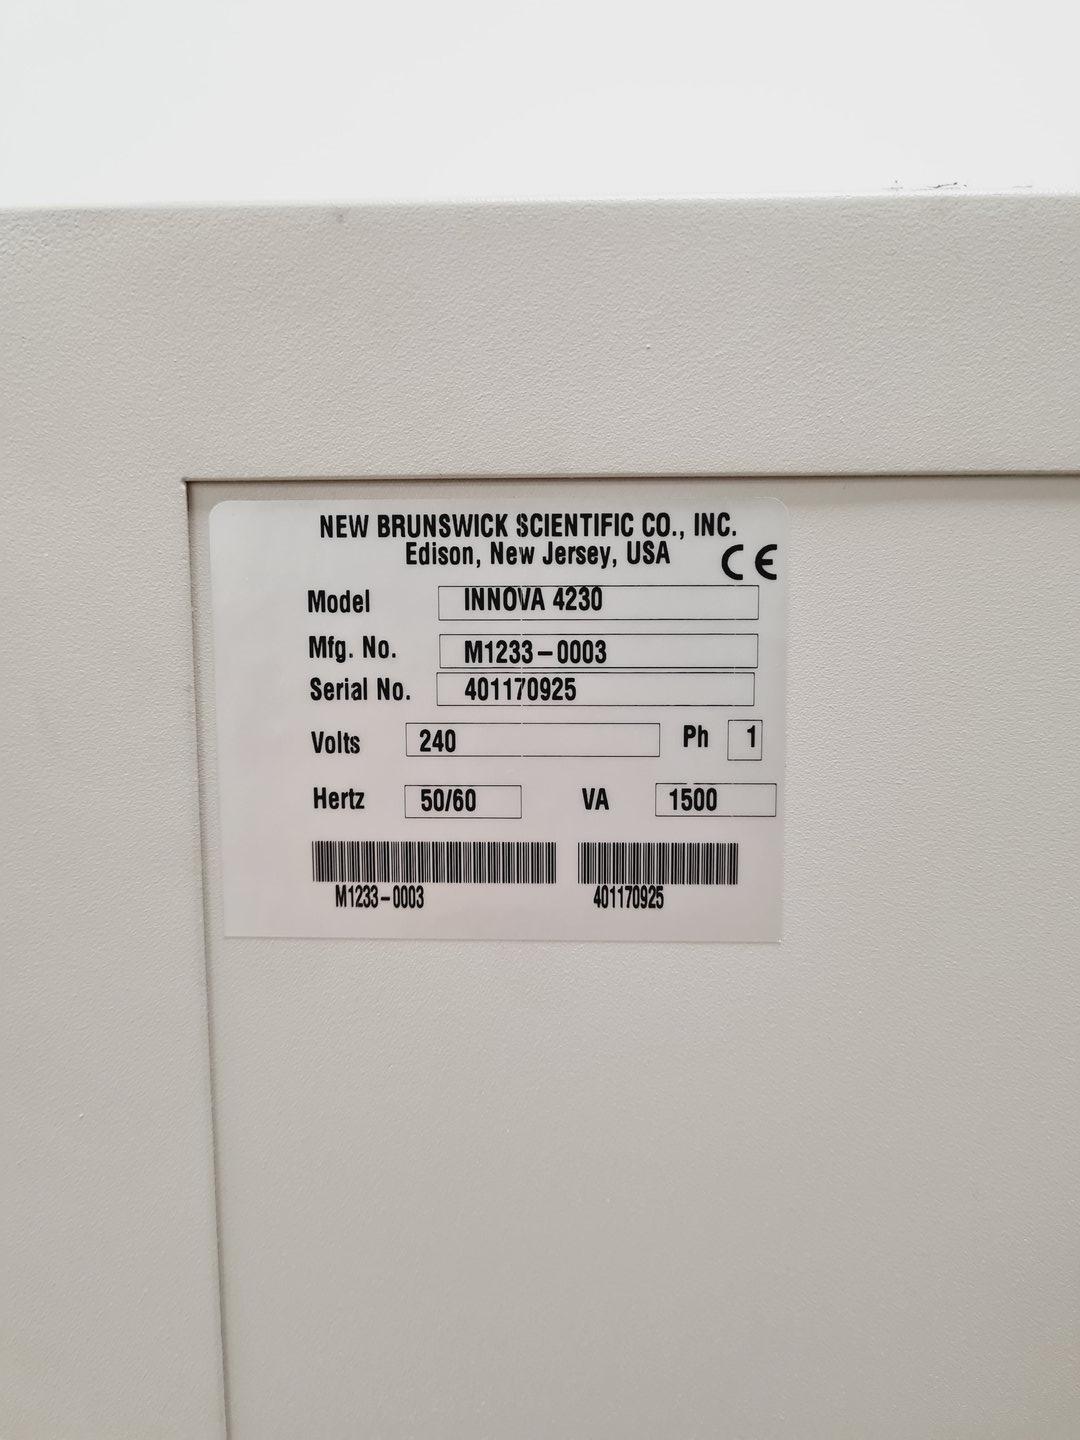 NEW BRUNSWICK SCIENTIFIC CO., INC.
Edison, New Jersey, USA CE
Model INNOVA 4230
Mfg. No. M1233-0003
Serial No. 401170925
Volts 240 Ph 1
Hertz 50/60 VA 1500
M1233-0003 401170925